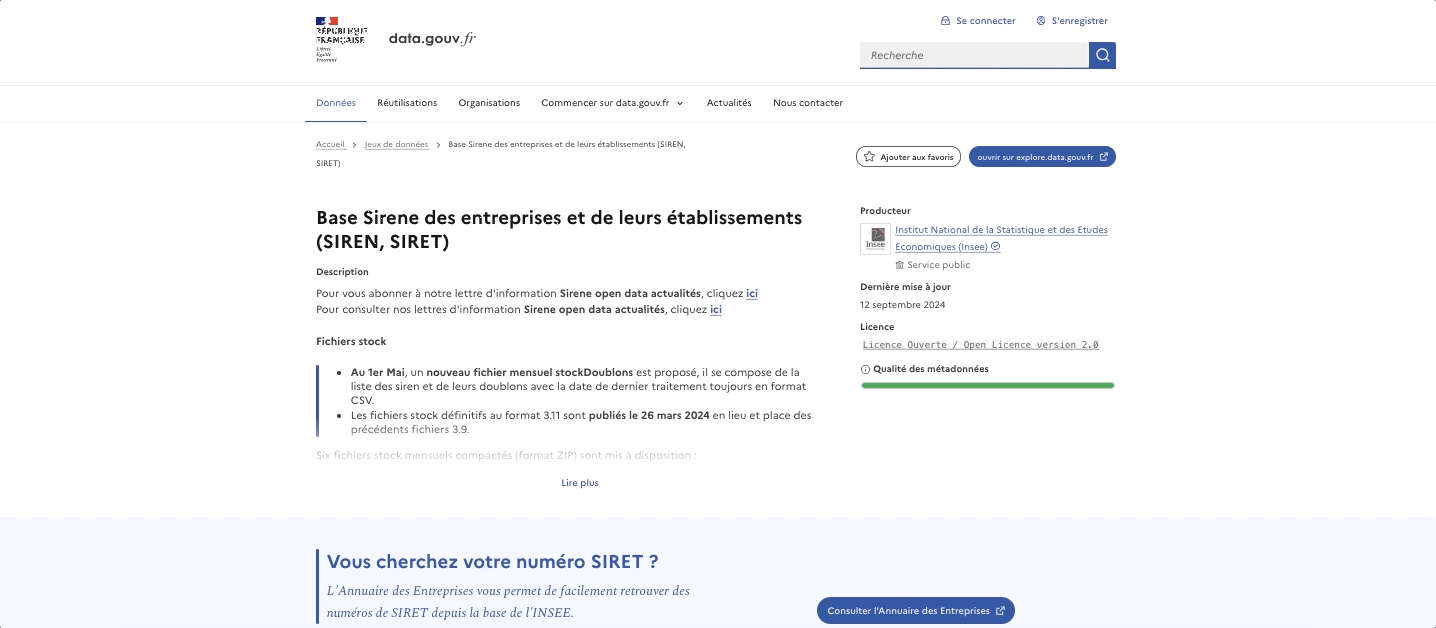 RÉPUBLIQUE
FRANÇAISE
Liberté
Égalité
Fraternité
data.gouv.fr
Se connecter
S'enregistrer
Recherche
Données
Réutilisations
Organisations
Commencer sur data.gouv.fr
Actualités
Nous contacter
Accueil > Jeux de données > Base Sirene des entreprises et de leurs établissements (SIREN,
SIRET)
Ajouter aux favoris
ouvrir sur explore.data.gouv.fr
Base Sirene des entreprises et de leurs établissements
(SIREN, SIRET)
Description
Pour vous abonner à notre lettre d'information Sirene open data actualités, cliquez ici
Pour consulter nos lettres d'information Sirene open data actualités, cliquez ici
Fichiers stock
• Au 1er Mai, un nouveau fichier mensuel stockDoublons est proposé, il se compose de la
liste des siren et de leurs doublons avec la date de dernier traitement toujours en format
CSV.
• Les fichiers stock définitifs au format 3.11 sont publiés le 26 mars 2024 en lieu et place des
précédents fichiers 3.9.
Six fichiers stock mensuels compactés (format ZIP) sont mis à disposition :
Lire plus
Producteur
Insee
Institut National de la Statistique et des Etudes
Economiques (Insee)
Service public
Dernière mise à jour
12 septembre 2024
Licence
Licence Ouverte / Open Licence version 2.0
Qualité des métadonnées
Vous cherchez votre numéro SIRET ?
L'Annuaire des Entreprises vous permet de facilement retrouver des
numéros de SIRET depuis la base de l'INSEE.
Consulter l'Annuaire des Entreprises